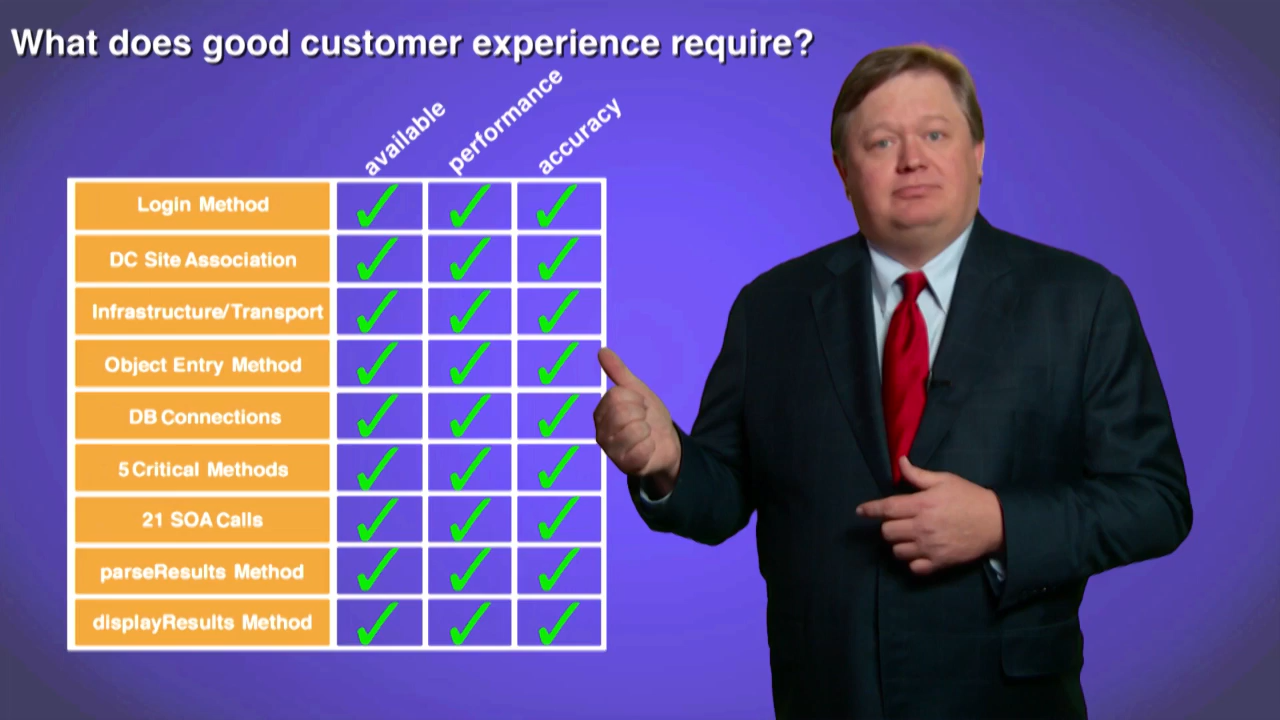 What does good customer experience require?
available performance accuracy
Login Method
DC Site Association
Infrastructure/Transport
Object Entry Method
DB Connections
5 Critical Methods
21 SOA Calls
parseResults Method
displayResults Method